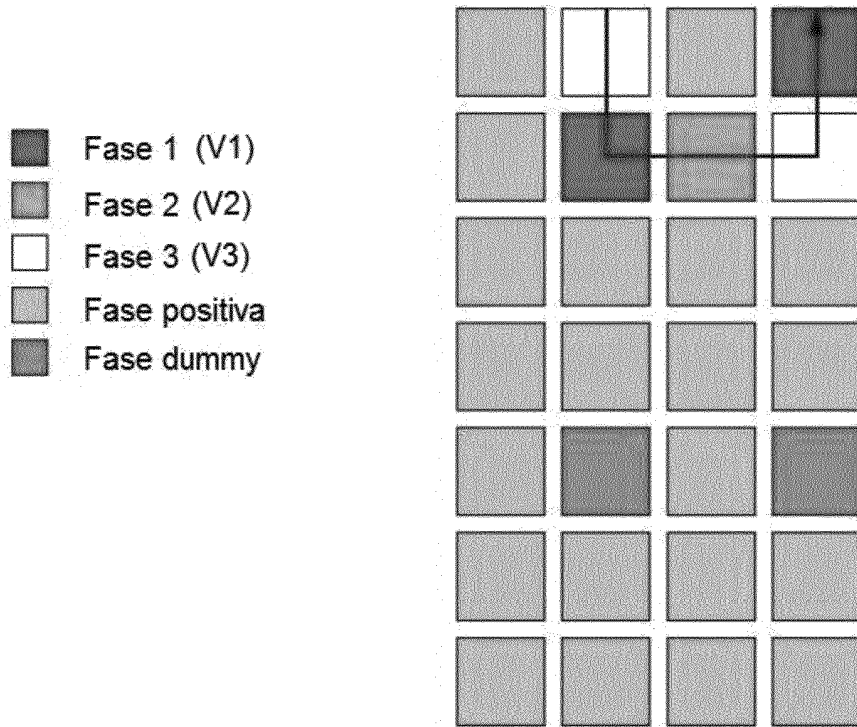 Fase 1 (V1)
Fase 2 (V2)
Fase 3 (V3)
Fase positiva
Fase dummy